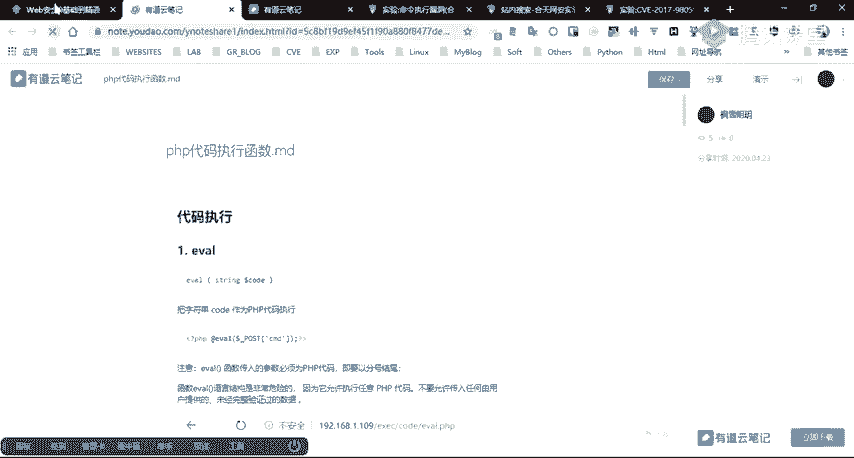 Web安全基础到精通
有道云笔记
有道云笔记
实验:命令执行漏洞(合
站内搜索-合天网安实
实验:CVE-2017-9805
note.youdao.com/ynoteshare1/index.html?id=
应用 书签工具栏 WEBSITES LAB GR_BLOG CVE EXP Tools Linux MyBlog Soft Others Python Html 网址导航 » 其他书签
有道云笔记 php代码执行函数.md 分享
php代码执行函数.md
5 0
分享时间: 2020.04.23
代码执行
1. eval
eval ( string $code )
把字符串 code 作为PHP代码执行
<?php @eval($_POST['cmd']);?>
注意：eval() 函数传入的参数必须为PHP代码，即要以分号结尾；
函数eval()语言结构是非常危险的， 因为它允许执行任意 PHP 代码。不要允许传入任何由用
户提供的、未经完整验证过的数据 。
不安全 | 192.168.1.109/exec/code/eval.php
有道云笔记
立即下载